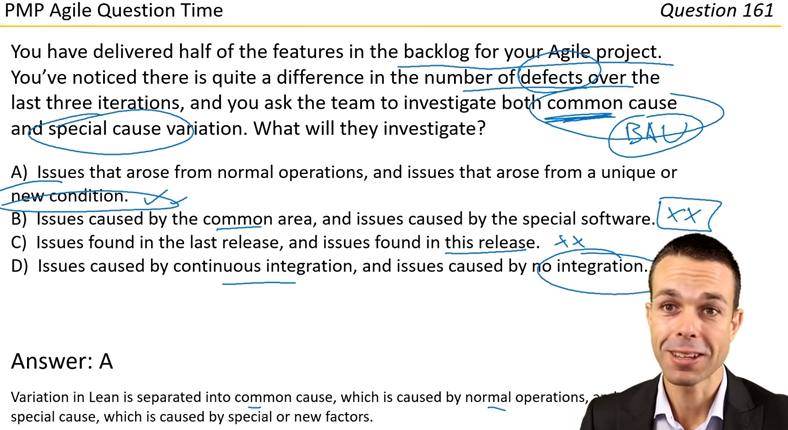 PMP Agile Question Time
Question 161
You have delivered half of the features in the backlog for your Agile project.
You've noticed there is quite a difference in the number of defects over the
last three iterations, and you ask the team to investigate both common cause
and special cause variation. What will they investigate?
BAU
A) Issues that arose from normal operations, and issues that arose from a unique or
new condition.
B) Issues caused by the common area, and issues caused by the special software.
xx
C) Issues found in the last release, and issues found in this release.
xx
D) Issues caused by continuous integration, and issues caused by no integration.
Answer: A
Variation in Lean is separated into common cause, which is caused by normal operations,
special cause, which is caused by special or new factors.